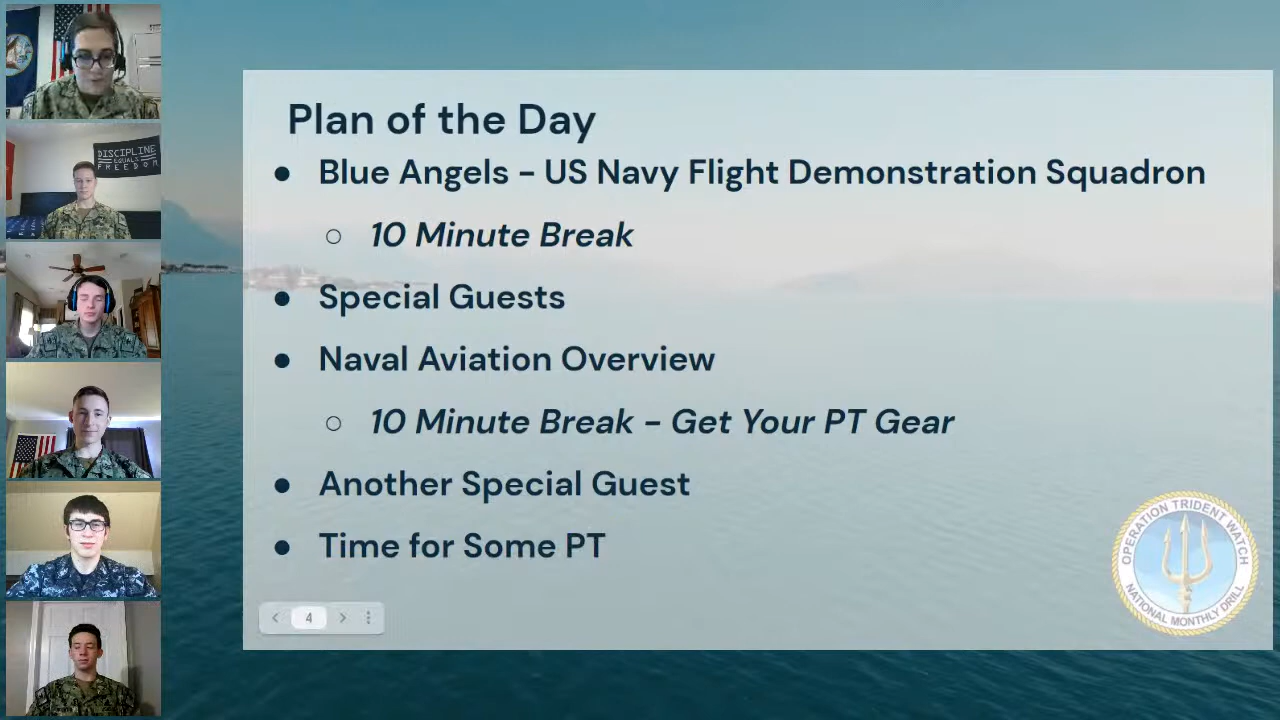 DISCIPLINE
EQUALS
FREEDOM
Plan of the Day
● Blue Angels - US Navy Flight Demonstration Squadron
○ 10 Minute Break
● Special Guests
● Naval Aviation Overview
○ 10 Minute Break - Get Your PT Gear
● Another Special Guest
● Time for Some PT
4
OPERATION TRIDENT WATCH
NATIONAL MONTHLY DRILL